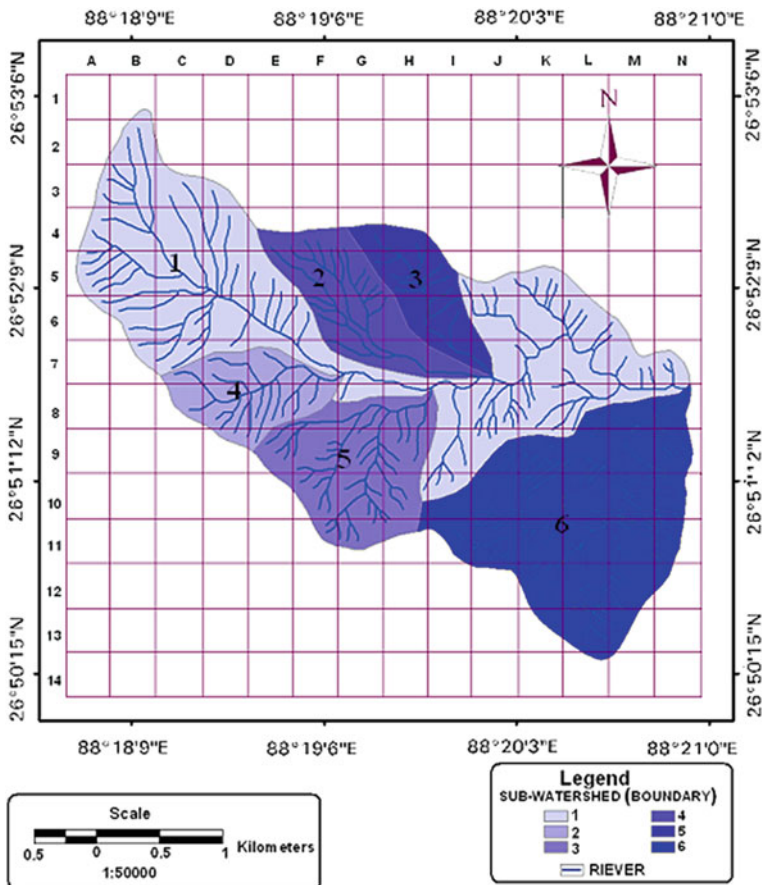 88°18'9"E 88°19'6"E 88°20'3"E 88°21'0"E
A B C D E F G H I J K L M N
26°53'6"N 26°53'6"N
1
N
2
3
4
26°52'9"N 26°52'9"N
5
1 2 3
6
7
4
8
26°51'12"N 26°51'12"N
9
5
10
6
11
12
13
26°50'15"N 26°50'15"N
14
88°18'9"E 88°19'6"E 88°20'3"E 88°21'0"E
Scale
0.5 0 0.5 1 Kilometers
1:50000
Legend
SUB-WATERSHED (BOUNDARY)
1 4
2 5
3 6
RIEVER